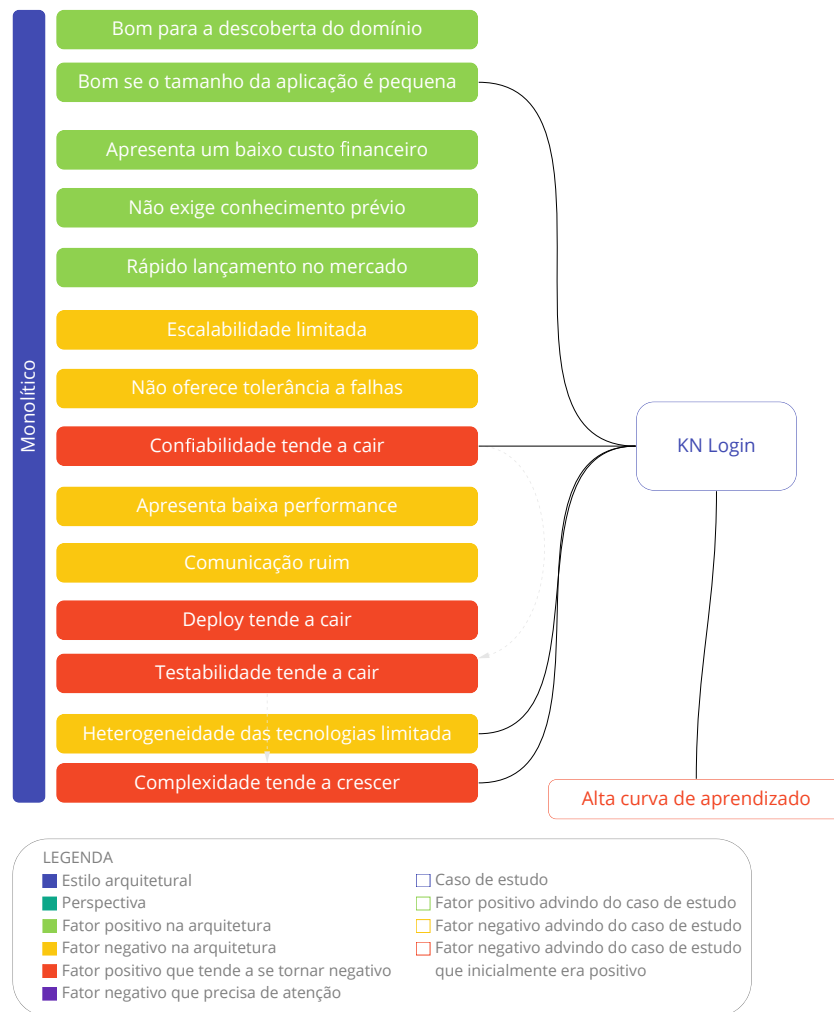 Monolítico
Bom para a descoberta do domínio
Bom se o tamanho da aplicação é pequena
Apresenta um baixo custo financeiro
Não exige conhecimento prévio
Rápido lançamento no mercado
Escalabilidade limitada
Não oferece tolerância a falhas
Confiabilidade tende a cair
Apresenta baixa performance
Comunicação ruim
Deploy tende a cair
Testabilidade tende a cair
Heterogeneidade das tecnologias limitada
Complexidade tende a crescer
KN Login
Alta curva de aprendizado
LEGENDA
Estilo arquitetural
Perspectiva
Fator positivo na arquitetura
Fator negativo na arquitetura
Fator positivo que tende a se tornar negativo
Fator negativo que precisa de atenção
Caso de estudo
Fator positivo advindo do caso de estudo
Fator negativo advindo do caso de estudo
Fator negativo advindo do caso de estudo
que inicialmente era positivo